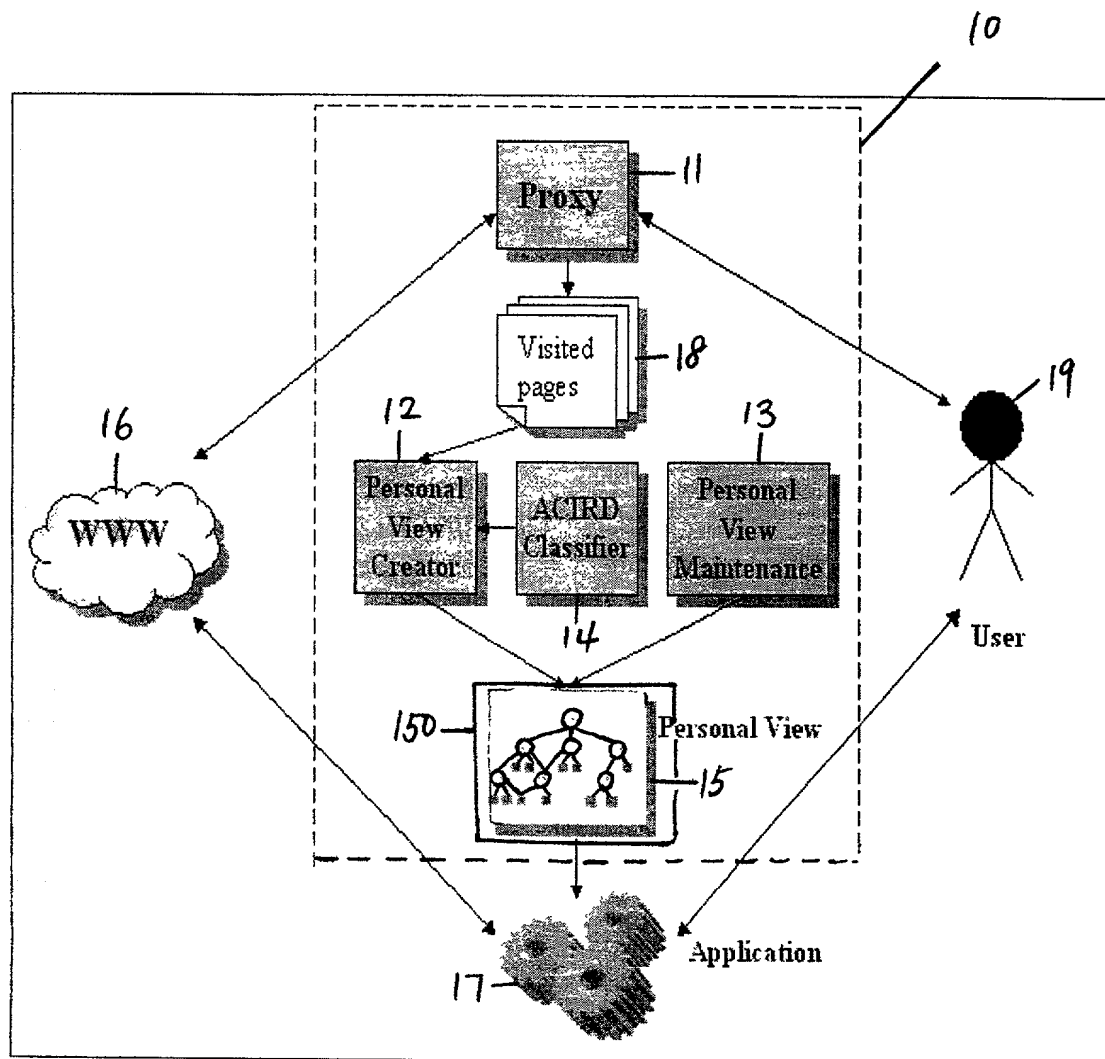 10
11
Proxy
Visited
pages
18
19
12
13
16
WWW
Personal
View
Creator
ACIRD
Classifier
Personal
View
Maintenance
14
User
150
Personal View
15
17
Application